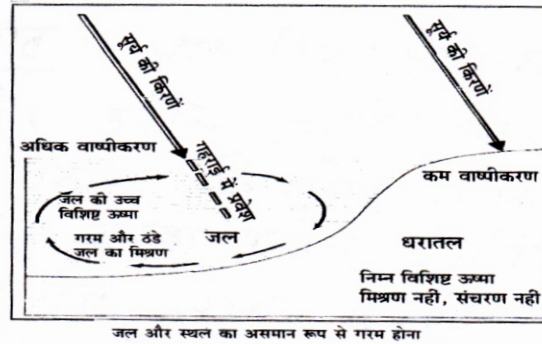 सूर्य की किरणें
सूर्य की किरणें
अधिक वाष्पीकरण
गहराई में प्रवेश
कम वाष्पीकरण
जल की उच्च
विशिष्ट ऊष्मा
गरम और ठंडे
जल का मिश्रण
जल
धरातल
निम्न विशिष्ट ऊष्मा
मिश्रण नही, संचरण नही
जल और स्थल का असमान रूप से गरम होना